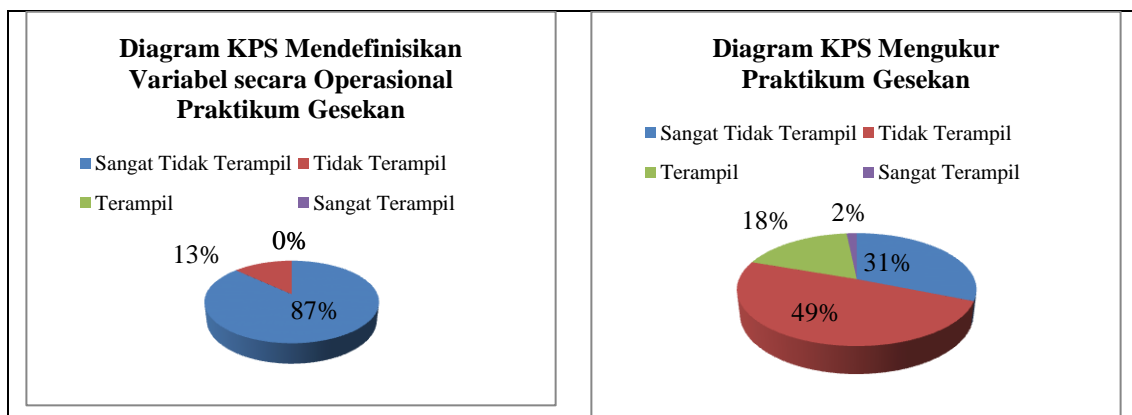 Diagram KPS Mendefinisikan
Variabel secara Operasional
Praktikum Gesekan
Sangat Tidak Terampil Tidak Terampil
Terampil Sangat Terampil
13%
0%
87%
Diagram KPS Mengukur
Praktikum Gesekan
Sangat Tidak Terampil Tidak Terampil
Terampil Sangat Terampil
18%
2%
31%
49%